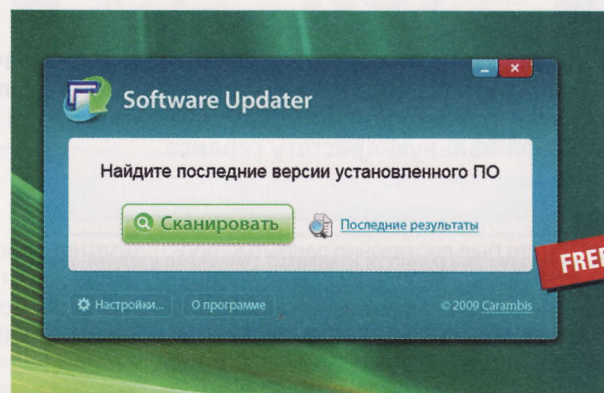 Software Updater
Найдите последние версии установленного ПО
Сканировать
Последние результаты
FREE
Настройки...
О программе
© 2009 Carambis